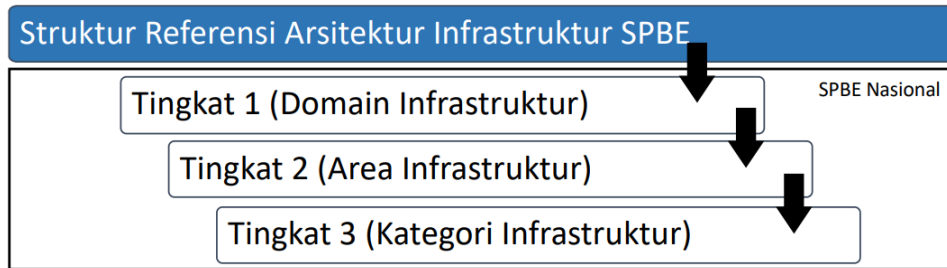 Struktur Referensi Arsitektur Infrastruktur SPBE
SPBE Nasional
Tingkat 1 (Domain Infrastruktur)
Tingkat 2 (Area Infrastruktur)
Tingkat 3 (Kategori Infrastruktur)